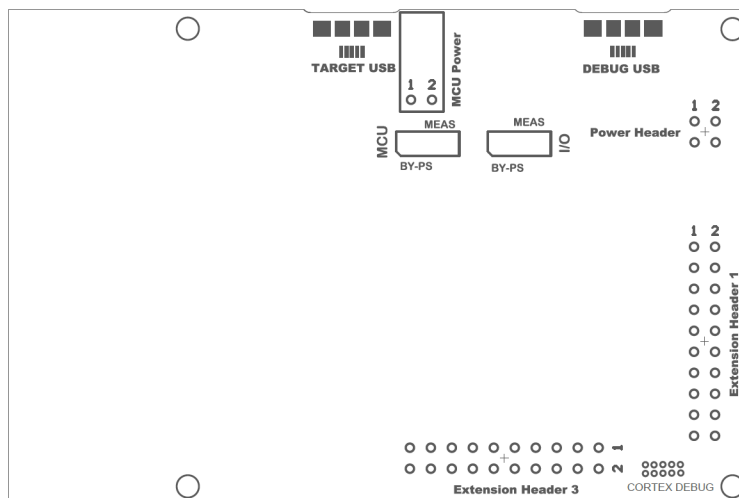 TARGET USB
MCU Power
1 2
DEBUG USB
1 2
Power Header
MCU
MEAS
BY-PS
MEAS
I/O
BY-PS
1 2
Extension Header 1
1
2
Extension Header 3
CORTEX DEBUG